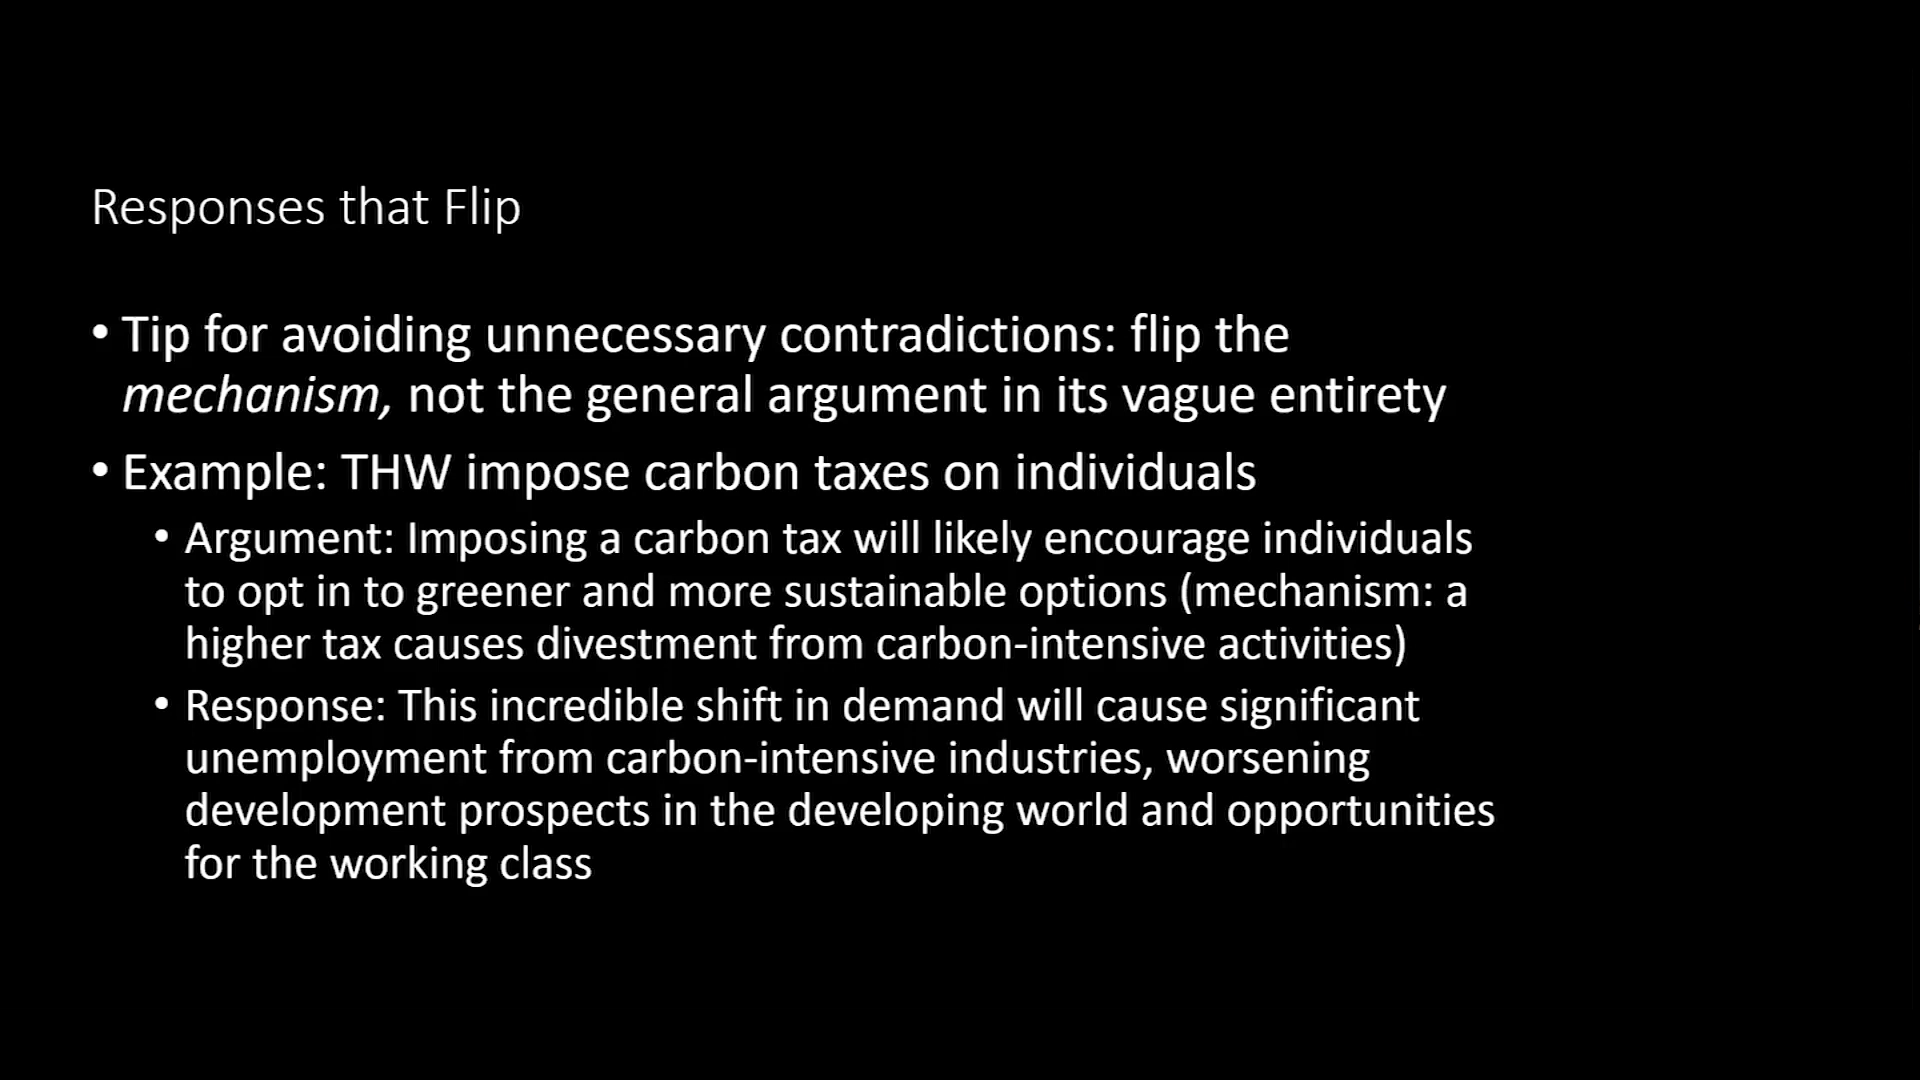 Responses that Flip
• Tip for avoiding unnecessary contradictions: flip the
mechanism, not the general argument in its vague entirety
• Example: THW impose carbon taxes on individuals
• Argument: Imposing a carbon tax will likely encourage individuals
to opt in to greener and more sustainable options (mechanism: a
higher tax causes divestment from carbon-intensive activities)
• Response: This incredible shift in demand will cause significant
unemployment from carbon-intensive industries, worsening
development prospects in the developing world and opportunities
for the working class